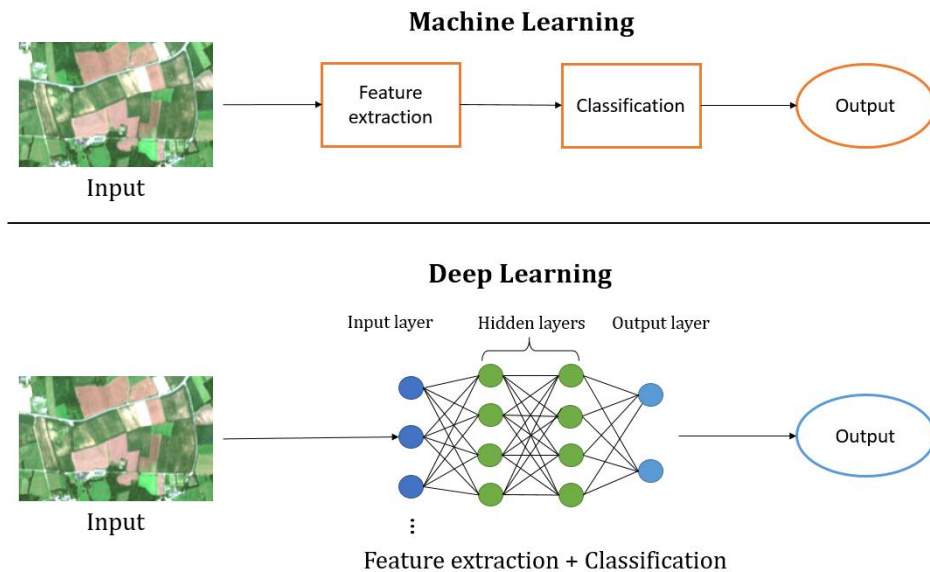 Machine Learning
Feature
extraction
Classification
Output
Input
Deep Learning
Input layer
Hidden layers
Output layer
Output
Input
...
Feature extraction + Classification